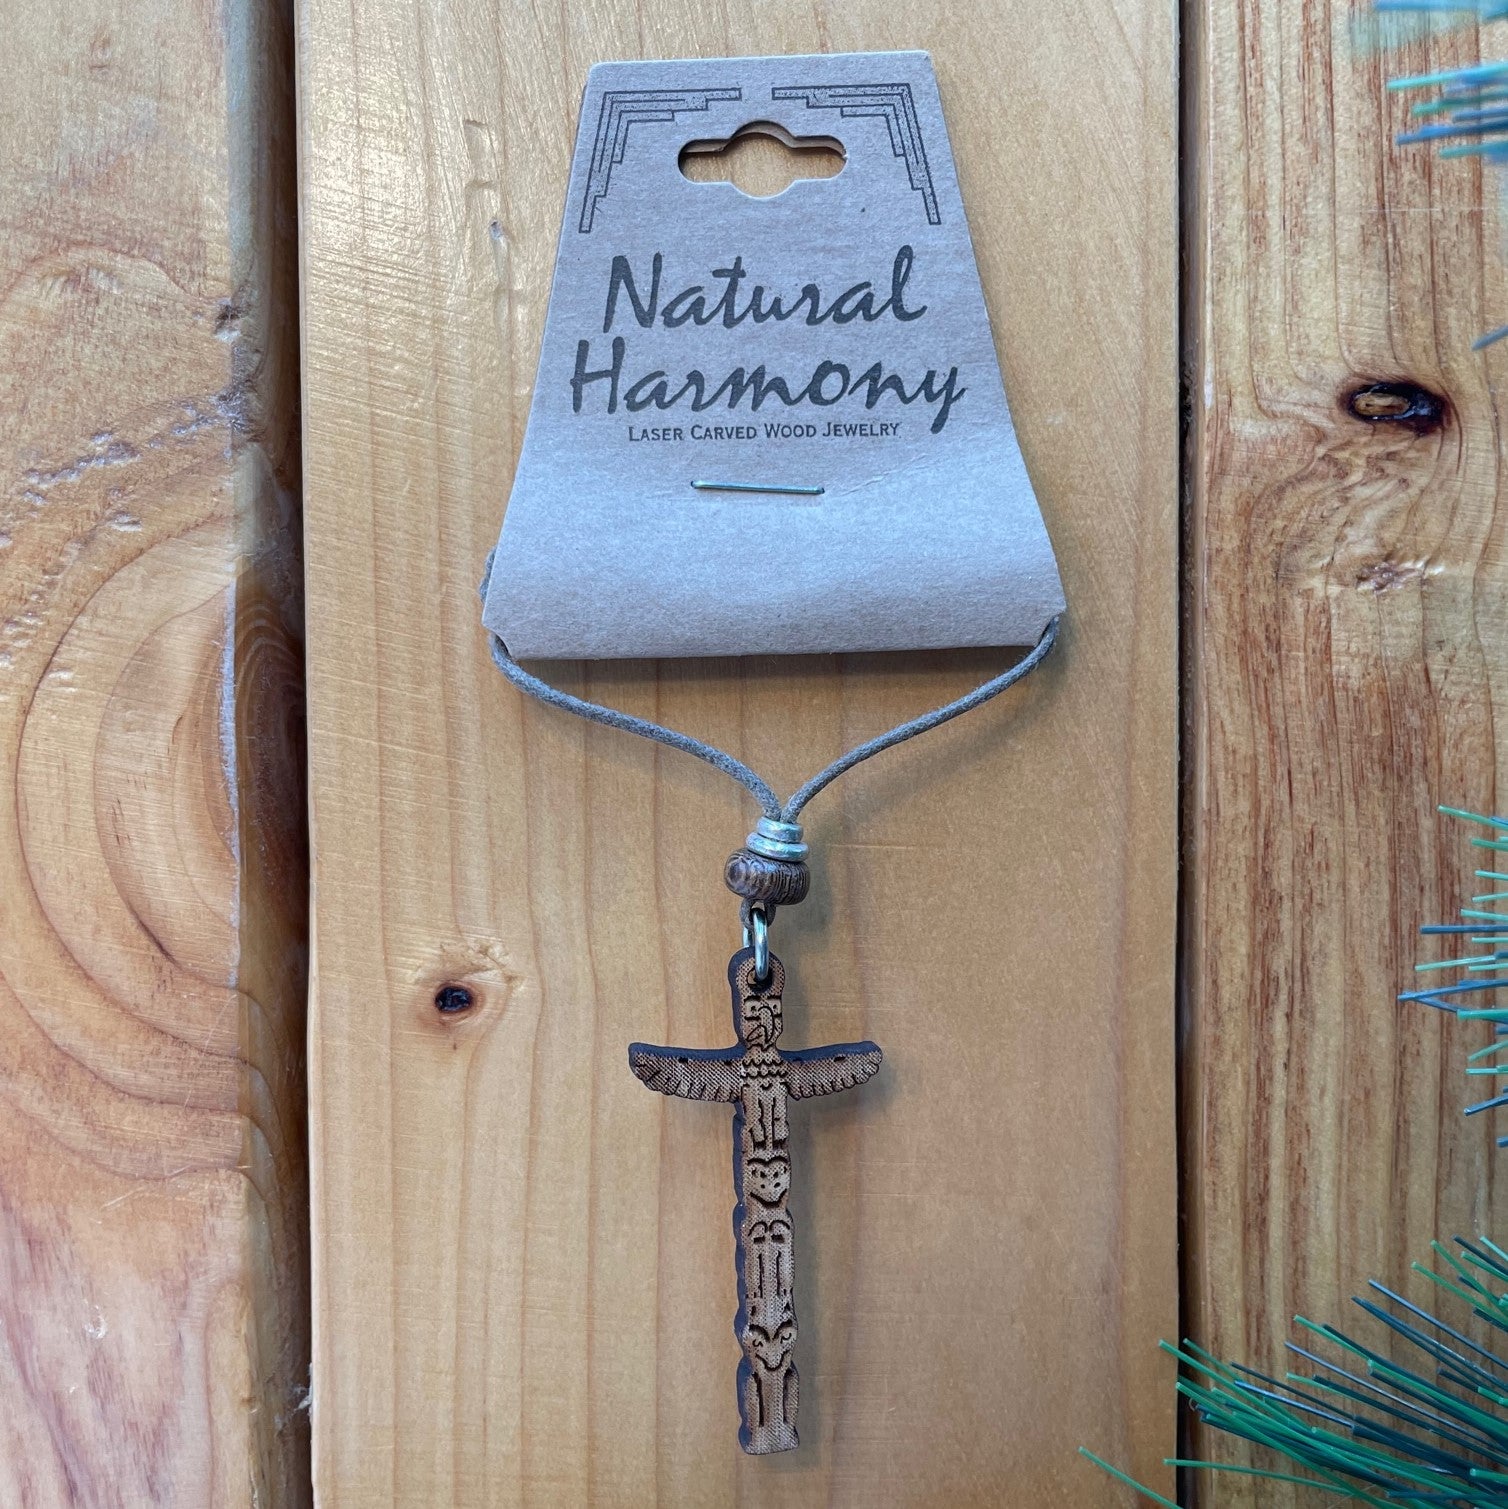 Natural
Harmony
Laser Carved Wood Jewelry